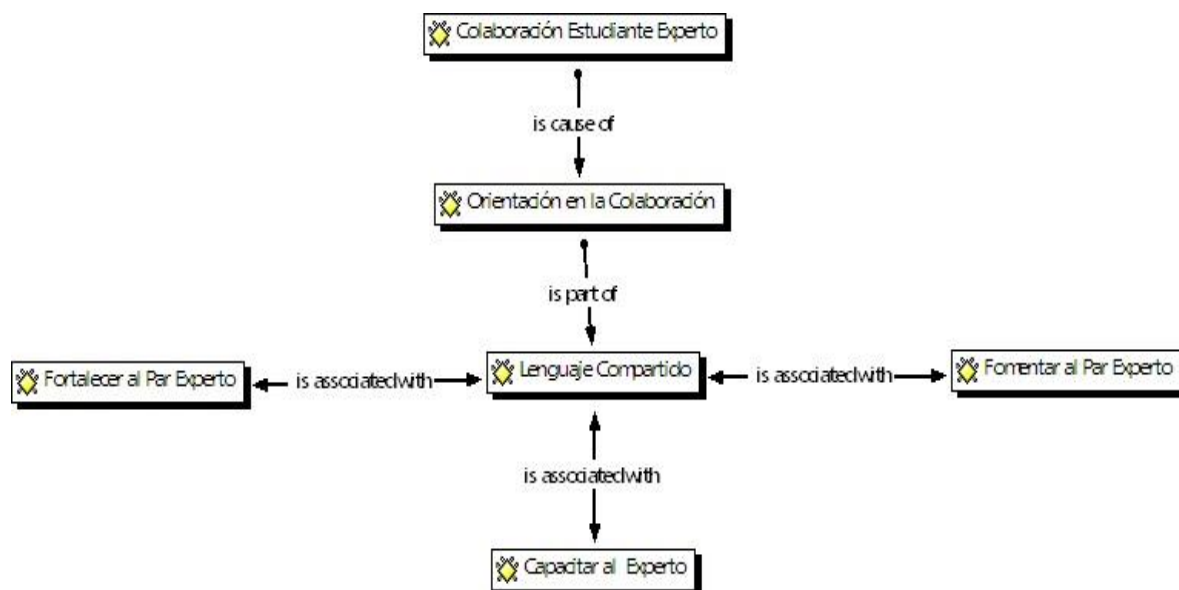 Colaboración Estudiante Experto
is cause of
Orientación en la Colaboración
is part of
Fortalecer al Par Experto
is associated with
Lenguaje Compartido
is associated with
Fomentar al Par Experto
is associated with
Capacitar al Experto